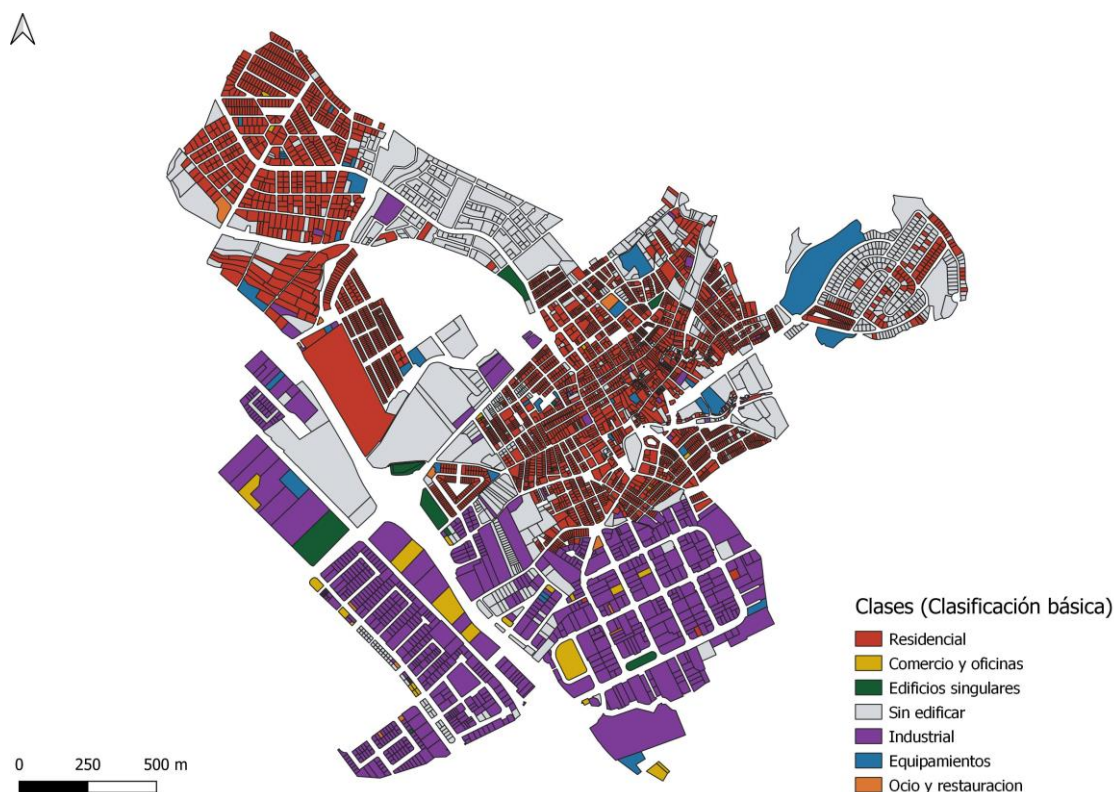 Clases (Clasificación básica)
Residencial
Comercio y oficinas
Edificios singulares
Sin edificar
Industrial
Equipamientos
Ocio y restauracion
0 250 500 m